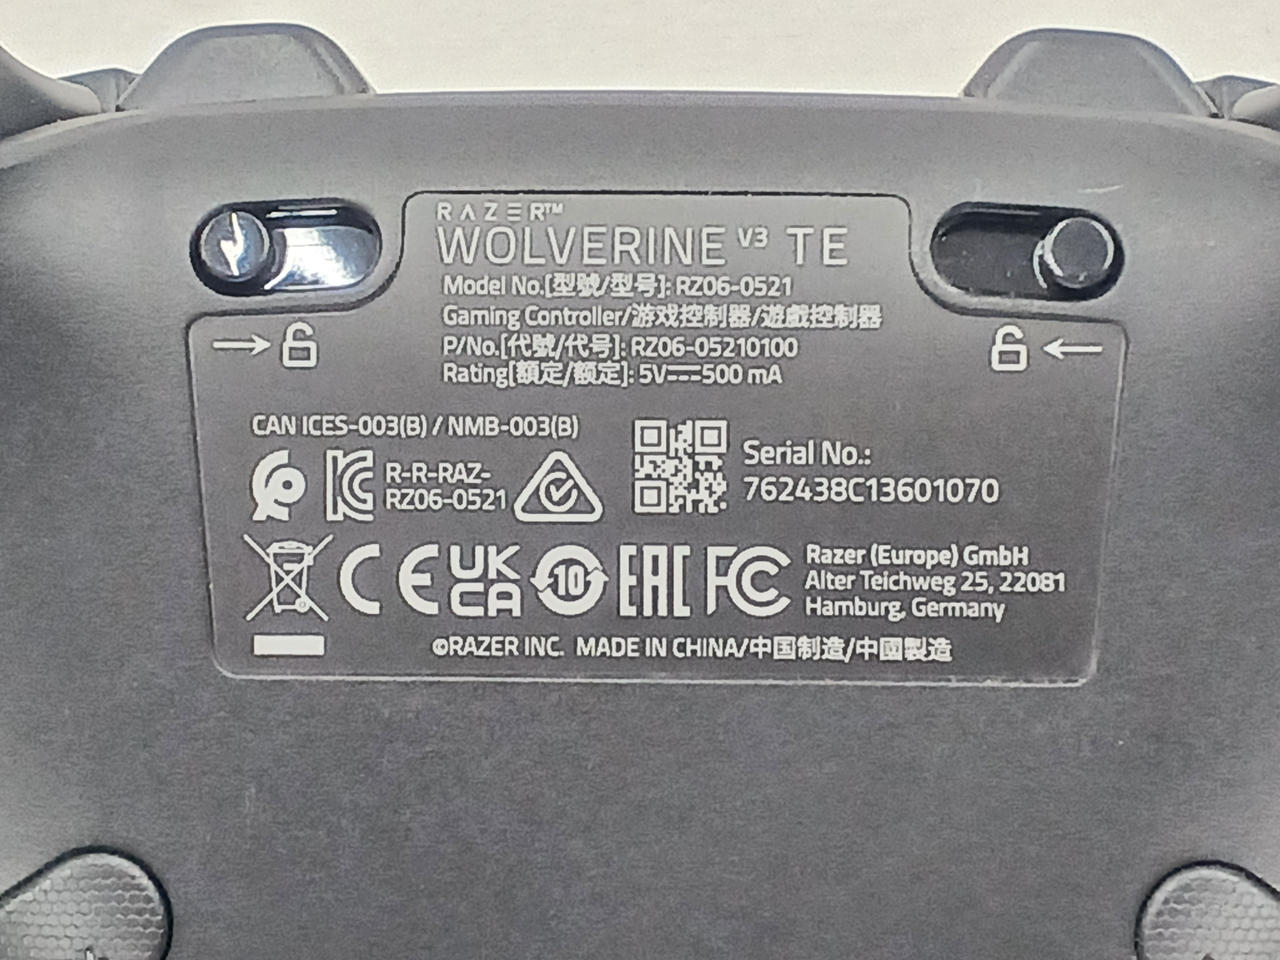 RAZER™
WOLVERINE V3 TE
Model No.[型號/型号]: RZ06-0521
Gaming Controller/游戏控制器/遊戲控制器
P/No.[代號/代号]: RZ06-05210100
Rating[額定/额定]: 5V⎓500 mA
CAN ICES-003(B) / NMB-003(B)
R-R-RAZ-
RZ06-0521
Serial No.:
762438C13601070
CE UK
CA 10 EAC FC
Razer (Europe) GmbH
Alter Teichweg 25, 22081
Hamburg, Germany
©RAZER INC. MADE IN CHINA/中国制造/中國製造